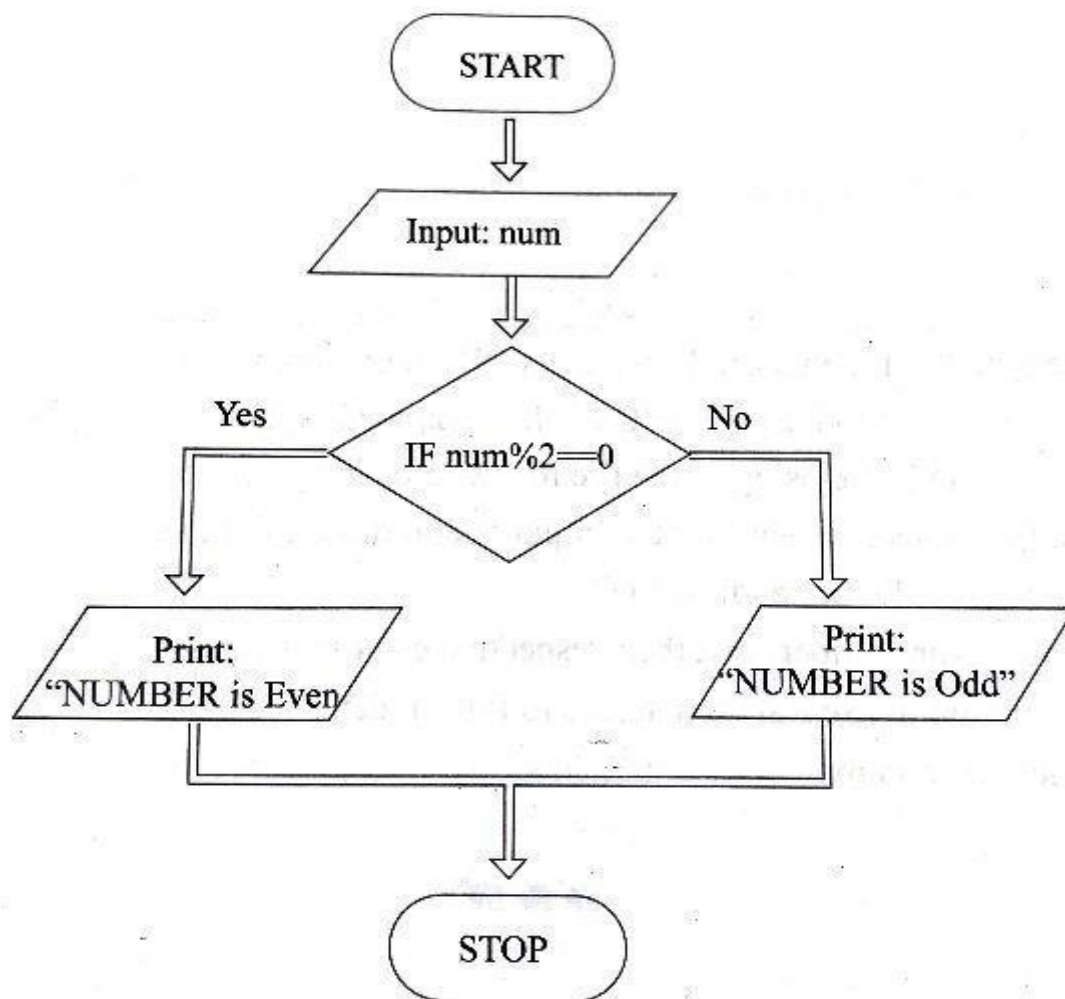 START
Input: num
Yes
No
IF num%2==0
Print:
“NUMBER is Even
Print:
“NUMBER is Odd”
STOP